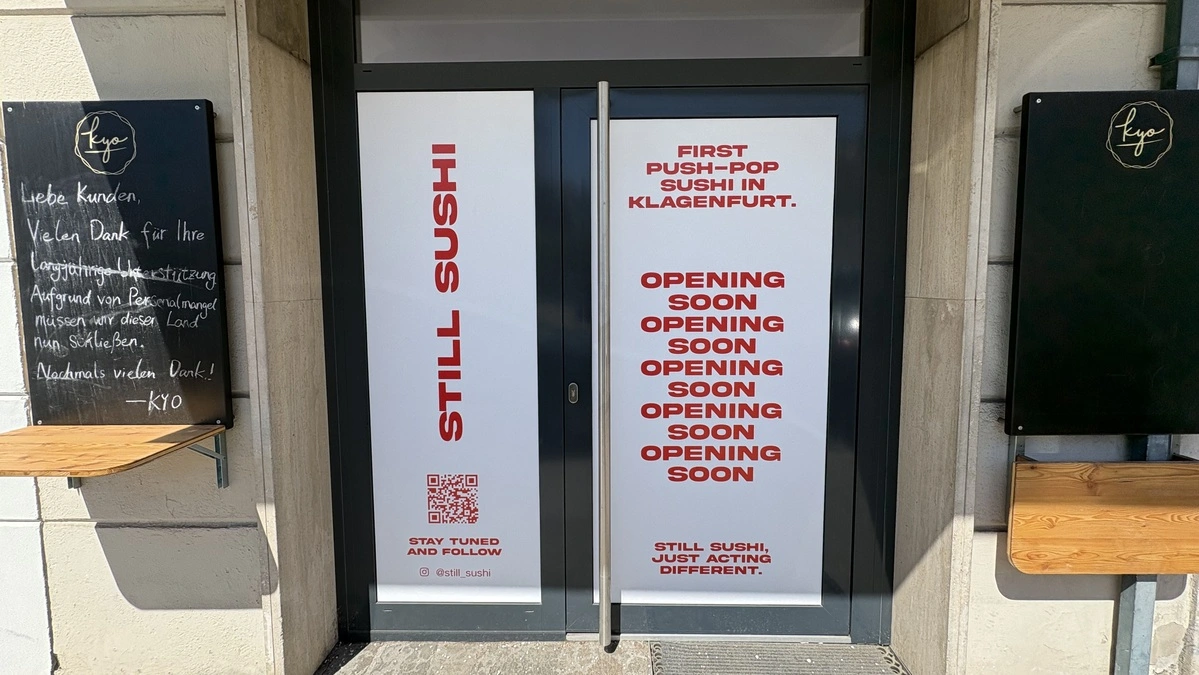 kyo
Liebe Kunden,
Vielen Dank für Ihre
Langjährige Unterstützung
Aufgrund von Personalmangel
müssen wir dieser Land
nun Schließen.
Nochmals vielen Dank!
—KYO
STILL SUSHI
STAY TUNED
AND FOLLOW
@still_sushi
FIRST
PUSH-POP
SUSHI IN
KLAGENFURT.
OPENING
SOON
OPENING
SOON
OPENING
SOON
OPENING
SOON
OPENING
SOON
STILL SUSHI,
JUST ACTING
DIFFERENT.
kyo